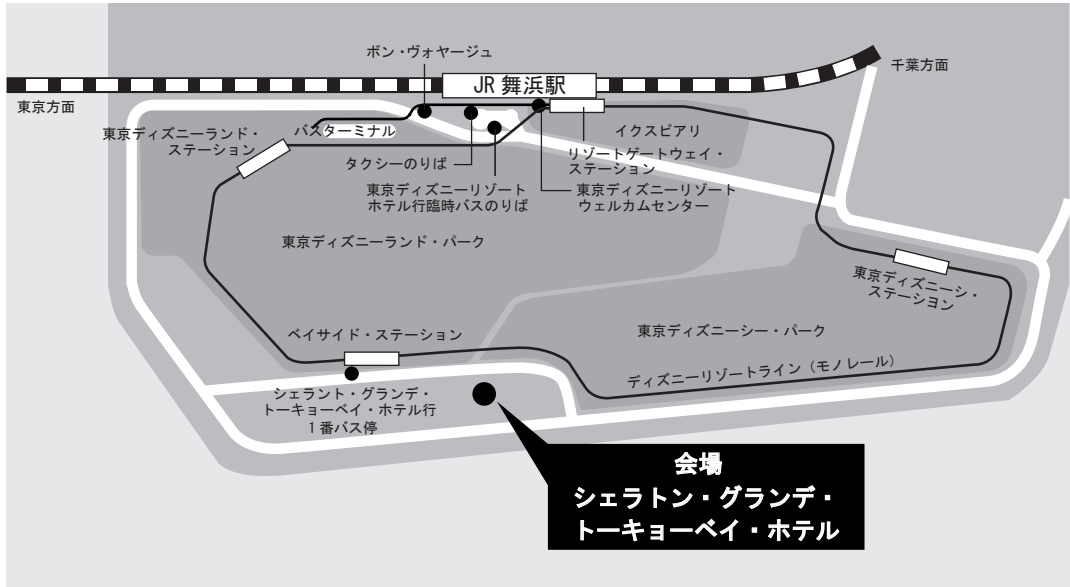 ボン・ヴォヤージュ
JR 舞浜駅
千葉方面
東京方面
東京ディズニーランド・
ステーション
バスターミナル
イクスピアリ
タクシーのりば
リゾートゲートウェイ・
ステーション
東京ディズニーリゾート
ホテル行臨時バスのりば
東京ディズニーリゾート
ウェルカムセンター
東京ディズニーランド・パーク
東京ディズニーシ・
ステーション
ベイサイド・ステーション
東京ディズニーシー・パーク
ディズニーリゾートライン（モノレール）
シェラント・グランデ・
トーキョーベイ・ホテル行
1番バス停
会場
シェラトン・グランデ・
トーキョーベイ・ホテル